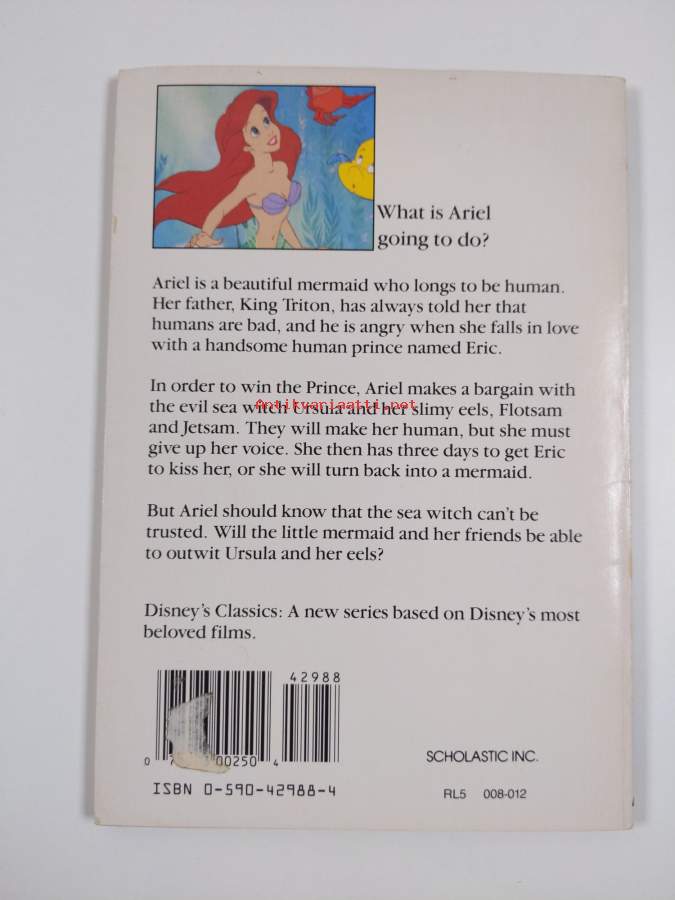 What is Ariel
going to do?
Ariel is a beautiful mermaid who longs to be human.
Her father, King Triton, has always told her that
humans are bad, and he is angry when she falls in love
with a handsome human prince named Eric.
In order to win the Prince, Ariel makes a bargain with
the evil sea witch Ursula and her slimy eels, Flotsam
Antikvariaatti.net
and Jetsam. They will make her human, but she must
give up her voice. She then has three days to get Eric
to kiss her, or she will turn back into a mermaid.
But Ariel should know that the sea witch can't be
trusted. Will the little mermaid and her friends be able
to outwit Ursula and her eels?
Disney's Classics: A new series based on Disney's most
beloved films.
42988
0 7 00250 4
ISBN 0-590-42988-4
SCHOLASTIC INC.
RL5 008-012